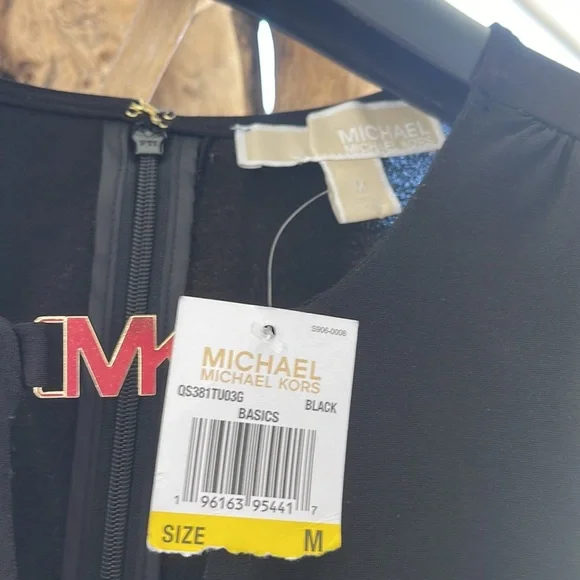 MICHAEL
MICHAEL KORS
M
MK
S906-0006
MICHAEL
MICHAEL KORS
QS381TU03G BLACK
BASICS
1 96163 95441 7
SIZE M